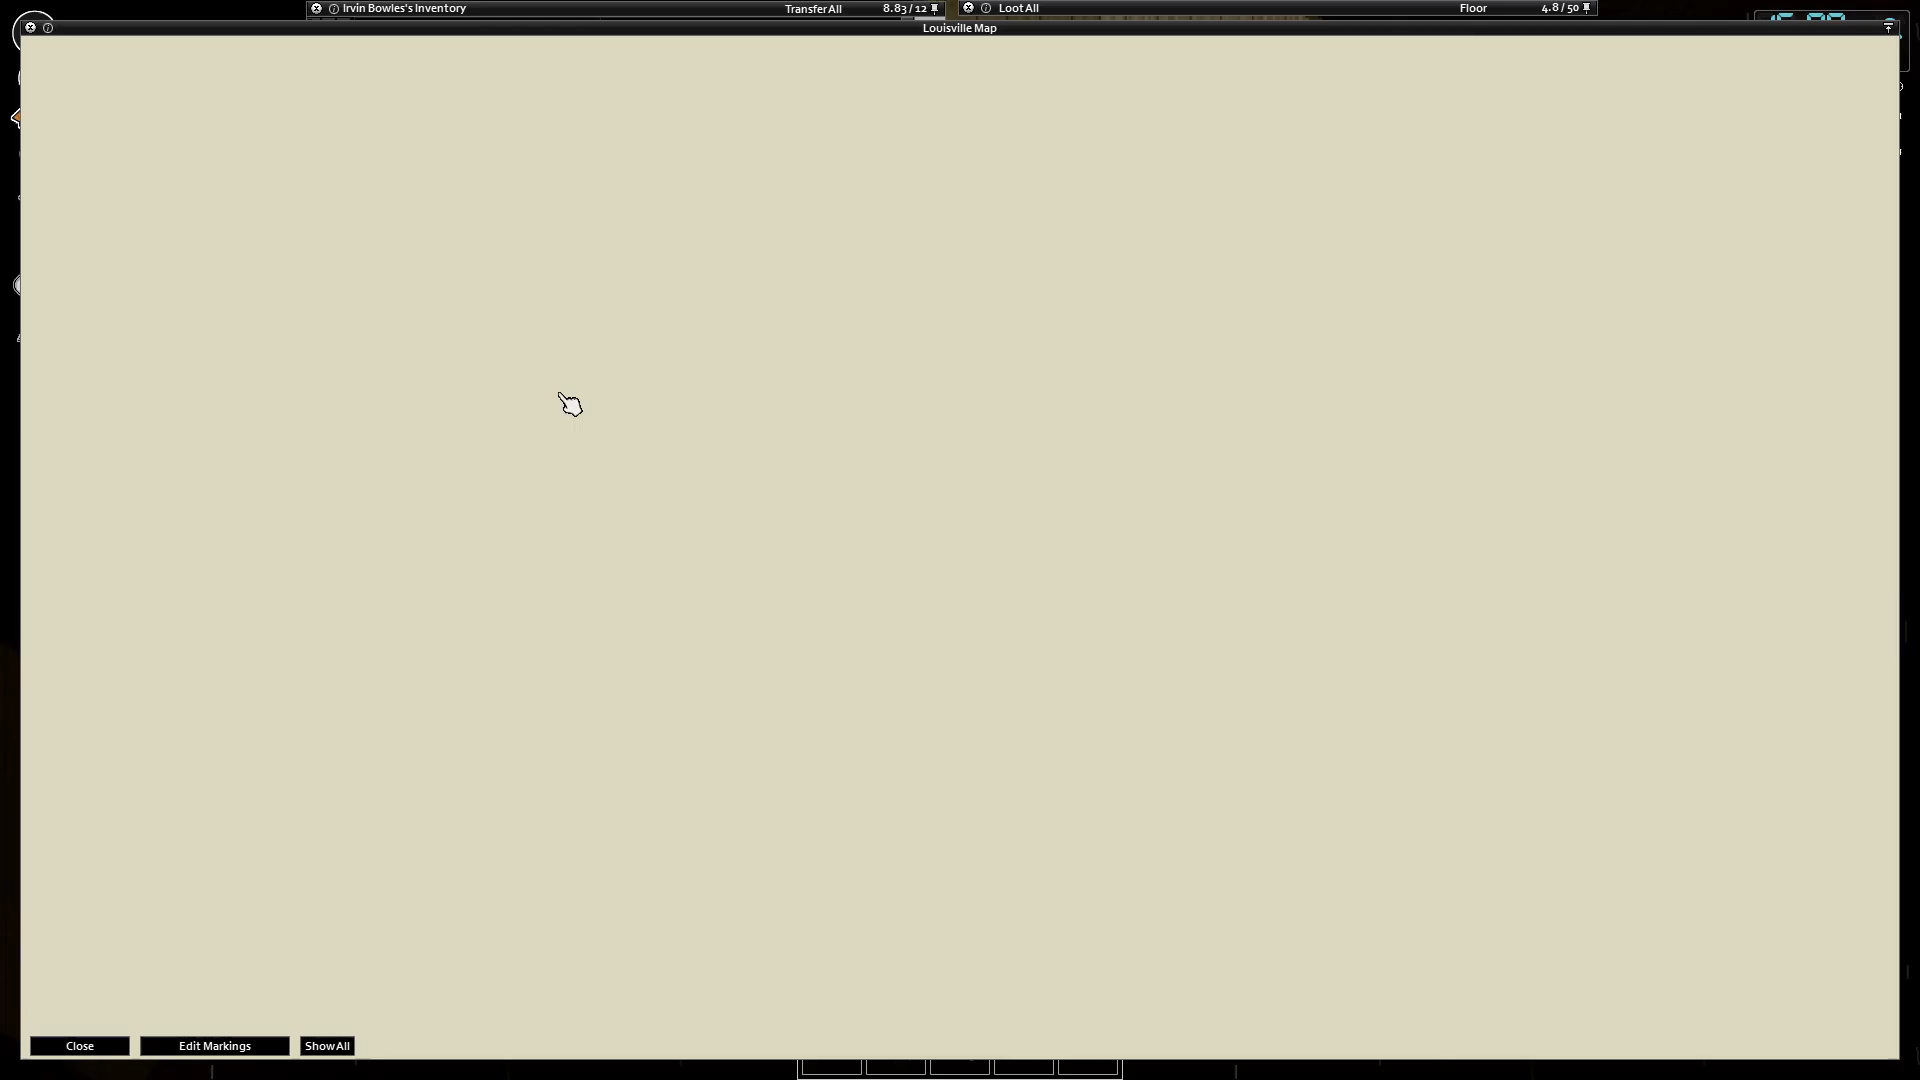 Irvin Bowles's Inventory Transfer All 8.83 / 12 Loot All Floor 4.8 / 50
Louisville Map
Close Edit Markings Show All